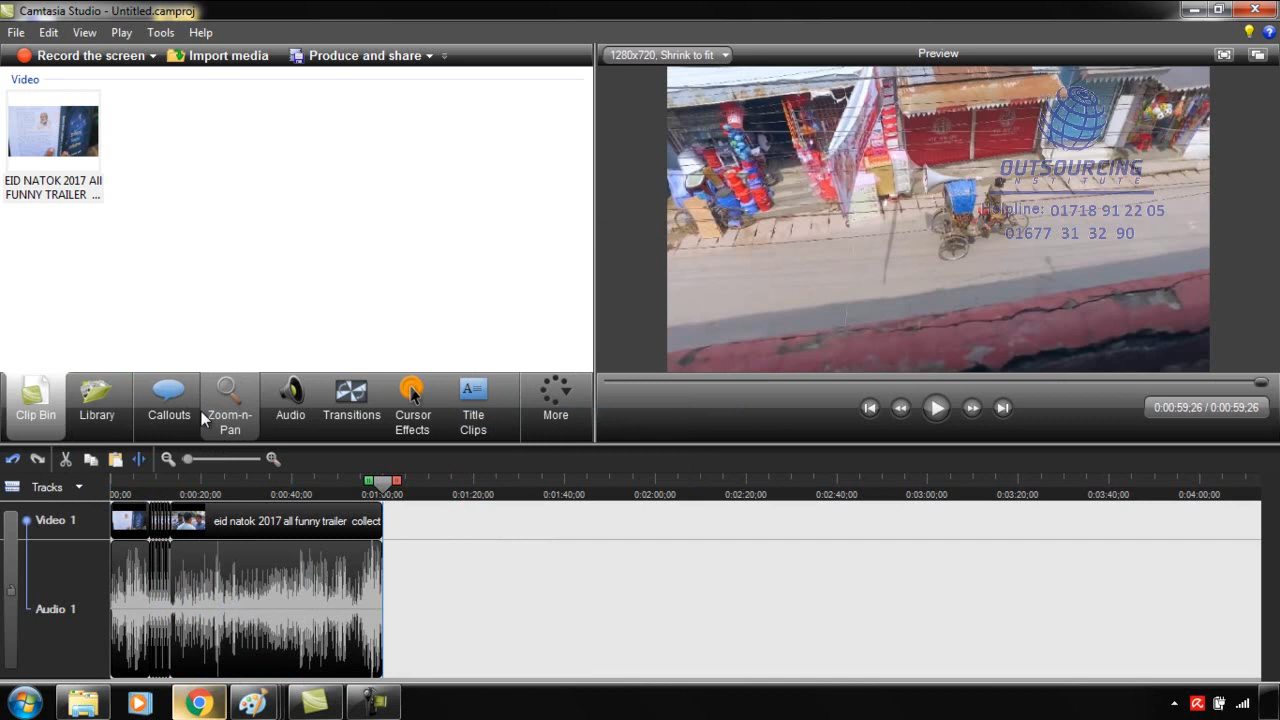 Camtasia Studio - Untitled.camproj
File Edit View Play Tools Help
Record the screen Import media Produce and share
1280x720, Shrink to fit
Preview
Video
EID NATOK 2017 All
FUNNY TRAILER ...
OUTSOURCING
INSTITUTE
Helpline: 01718 91 22 05
01677 31 32 90
Clip Bin
Library
Callouts
Zoom-n-
Pan
Audio
Transitions
Cursor
Effects
Title
Clips
More
0:00:59;26 / 0:00:59;26
Tracks
00;00 0:00:20;00 0:00:40;00 0:01:00;00 0:01:20;00 0:01:40;00 0:02:00;00 0:02:20;00 0:02:40;00 0:03:00;00 0:03:20;00 0:03:40;00 0:04:00;00
Video 1
eid natok 2017 all funny trailer collect
Audio 1